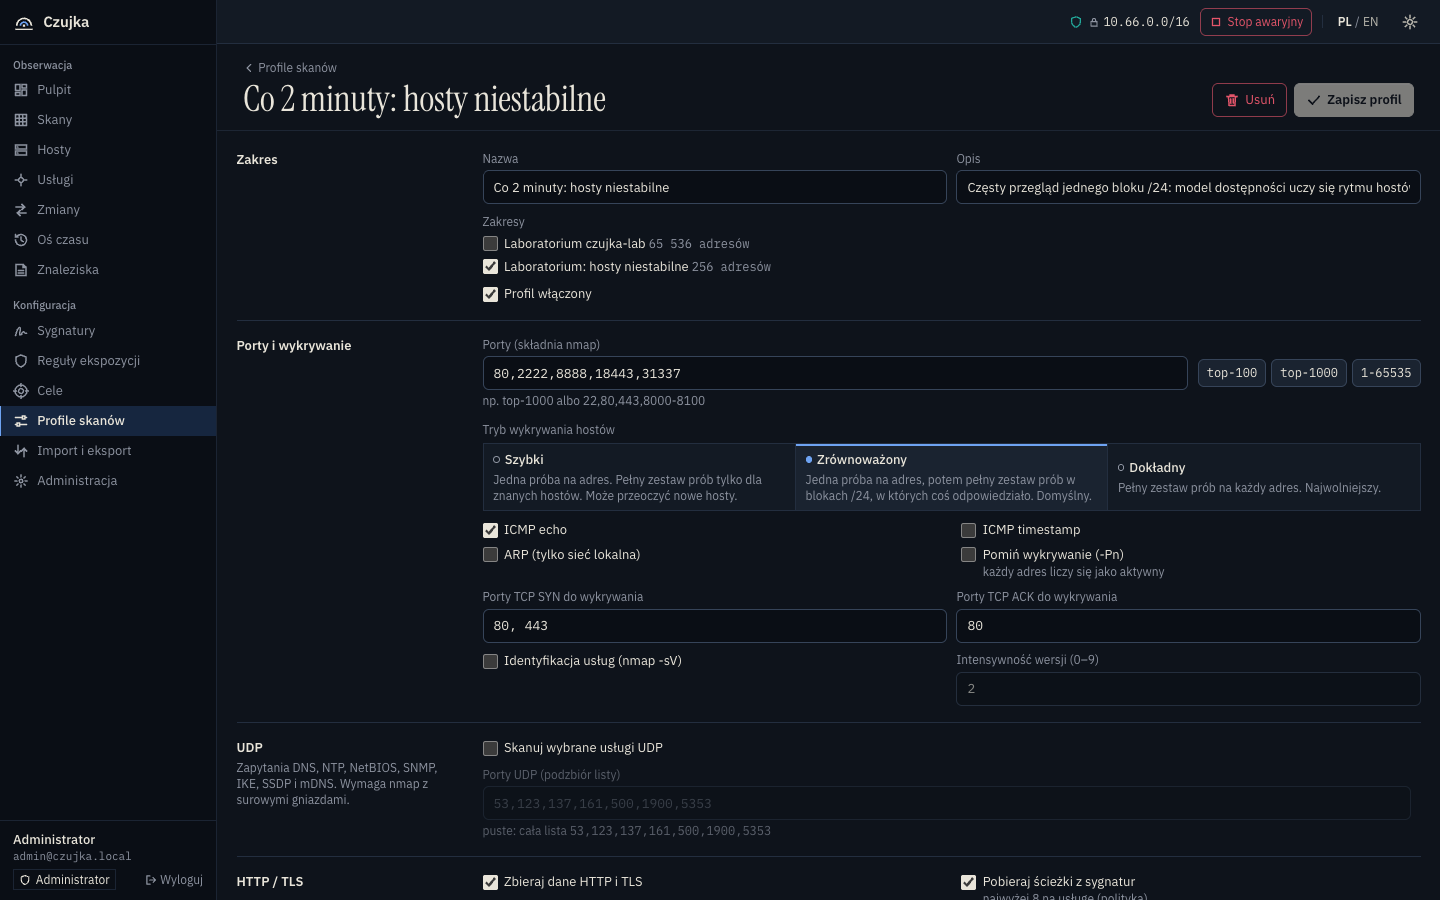 Czujka
10.66.0.0/16
Stop awaryjny
PL / EN
Obserwacja
Pulpit
Skany
Hosty
Usługi
Zmiany
Oś czasu
Znaleziska
Konfiguracja
Sygnatury
Reguły ekspozycji
Cele
Profile skanów
Import i eksport
Administracja
Administrator
admin@czujka.local
Administrator
Wyloguj
Profile skanów
Co 2 minuty: hosty niestabilne
Usuń
Zapisz profil
Zakres
Nazwa
Opis
Co 2 minuty: hosty niestabilne
Częsty przegląd jednego bloku /24: model dostępności uczy się rytmu hostów
Zakresy
Laboratorium czujka-lab 65 536 adresów
Laboratorium: hosty niestabilne 256 adresów
Profil włączony
Porty i wykrywanie
Porty (składnia nmap)
80,2222,8888,18443,31337
top-100
top-1000
1-65535
np. top-1000 albo 22,80,443,8000-8100
Tryb wykrywania hostów
Szybki
Jedna próba na adres. Pełny zestaw prób tylko dla
znanych hostów. Może przeoczyć nowe hosty.
Zrównoważony
Jedna próba na adres, potem pełny zestaw prób w
blokach /24, w których coś odpowiedziało. Domyślny.
Dokładny
Pełny zestaw prób na każdy adres. Najwolniejszy.
ICMP echo
ICMP timestamp
ARP (tylko sieć lokalna)
Pomiń wykrywanie (-Pn)
każdy adres liczy się jako aktywny
Porty TCP SYN do wykrywania
Porty TCP ACK do wykrywania
80, 443
80
Identyfikacja usług (nmap -sV)
Intensywność wersji (0–9)
2
UDP
Zapytania DNS, NTP, NetBIOS, SNMP,
IKE, SSDP i mDNS. Wymaga nmap z
surowymi gniazdami.
Skanuj wybrane usługi UDP
Porty UDP (podzbiór listy)
53,123,137,161,500,1900,5353
puste: cała lista 53,123,137,161,500,1900,5353
HTTP / TLS
Zbieraj dane HTTP i TLS
Pobieraj ścieżki z sygnatur
najwyżej 8 na usługę (polityka)